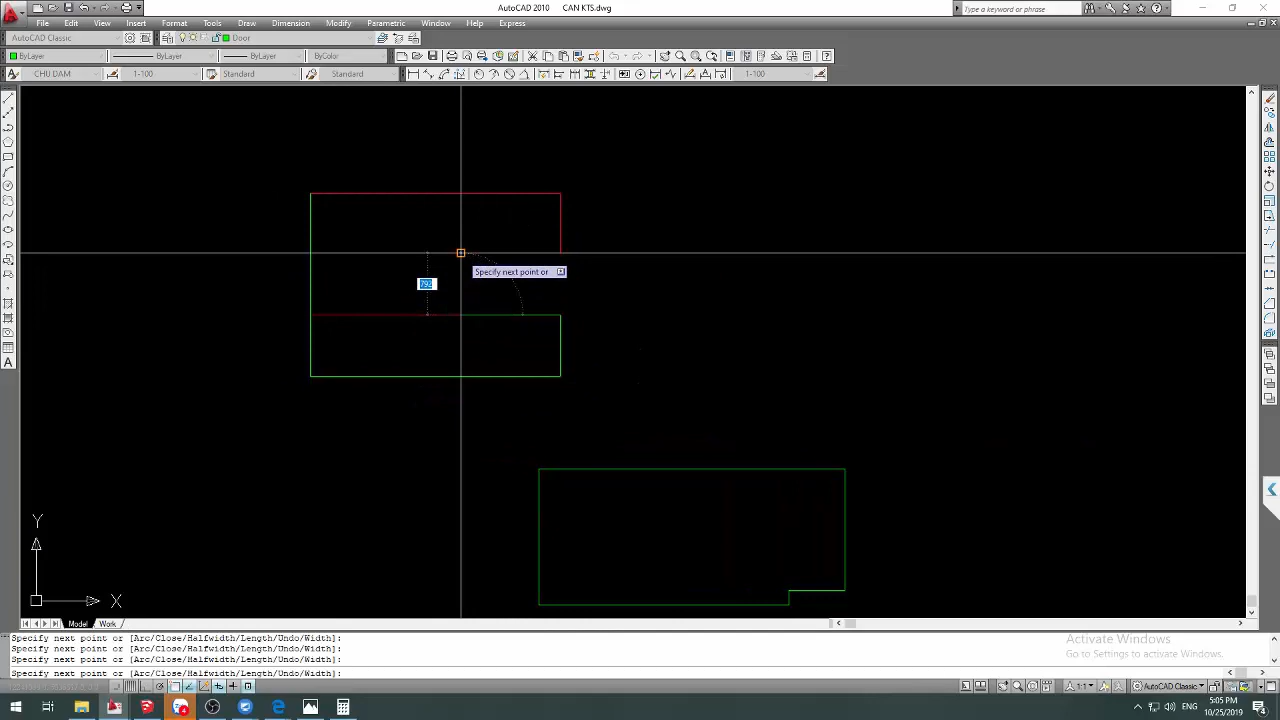 AutoCAD 2010 CAN KTS.dwg
Type a keyword or phrase
File Edit View Insert Format Tools Draw Dimension Modify Parametric Window Help Express
AutoCAD Classic Door
ByLayer ByLayer ByLayer ByColor
CHU DAM 1-100 Standard Standard 1-100
Specify next point or
792
Y
X
Model Work
Specify next point or [Arc/Close/Halfwidth/Length/Undo/Width]:
Specify next point or [Arc/Close/Halfwidth/Length/Undo/Width]:
Specify next point or [Arc/Close/Halfwidth/Length/Undo/Width]:
Specify next point or [Arc/Close/Halfwidth/Length/Undo/Width]:
Activate Windows
Go to Settings to activate Windows.
1:1 AutoCAD Classic
ENG
5:05 PM
10/25/2019